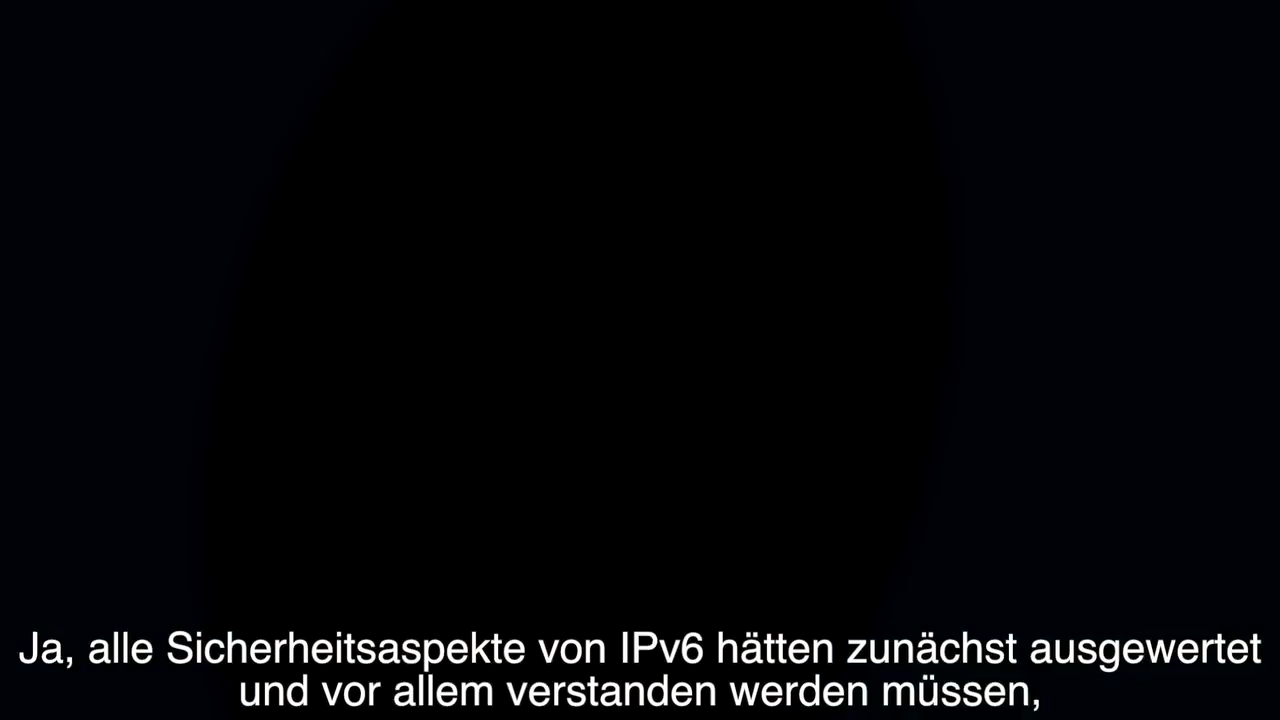 Ja, alle Sicherheitsaspekte von IPv6 hätten zunächst ausgewertet
und vor allem verstanden werden müssen,